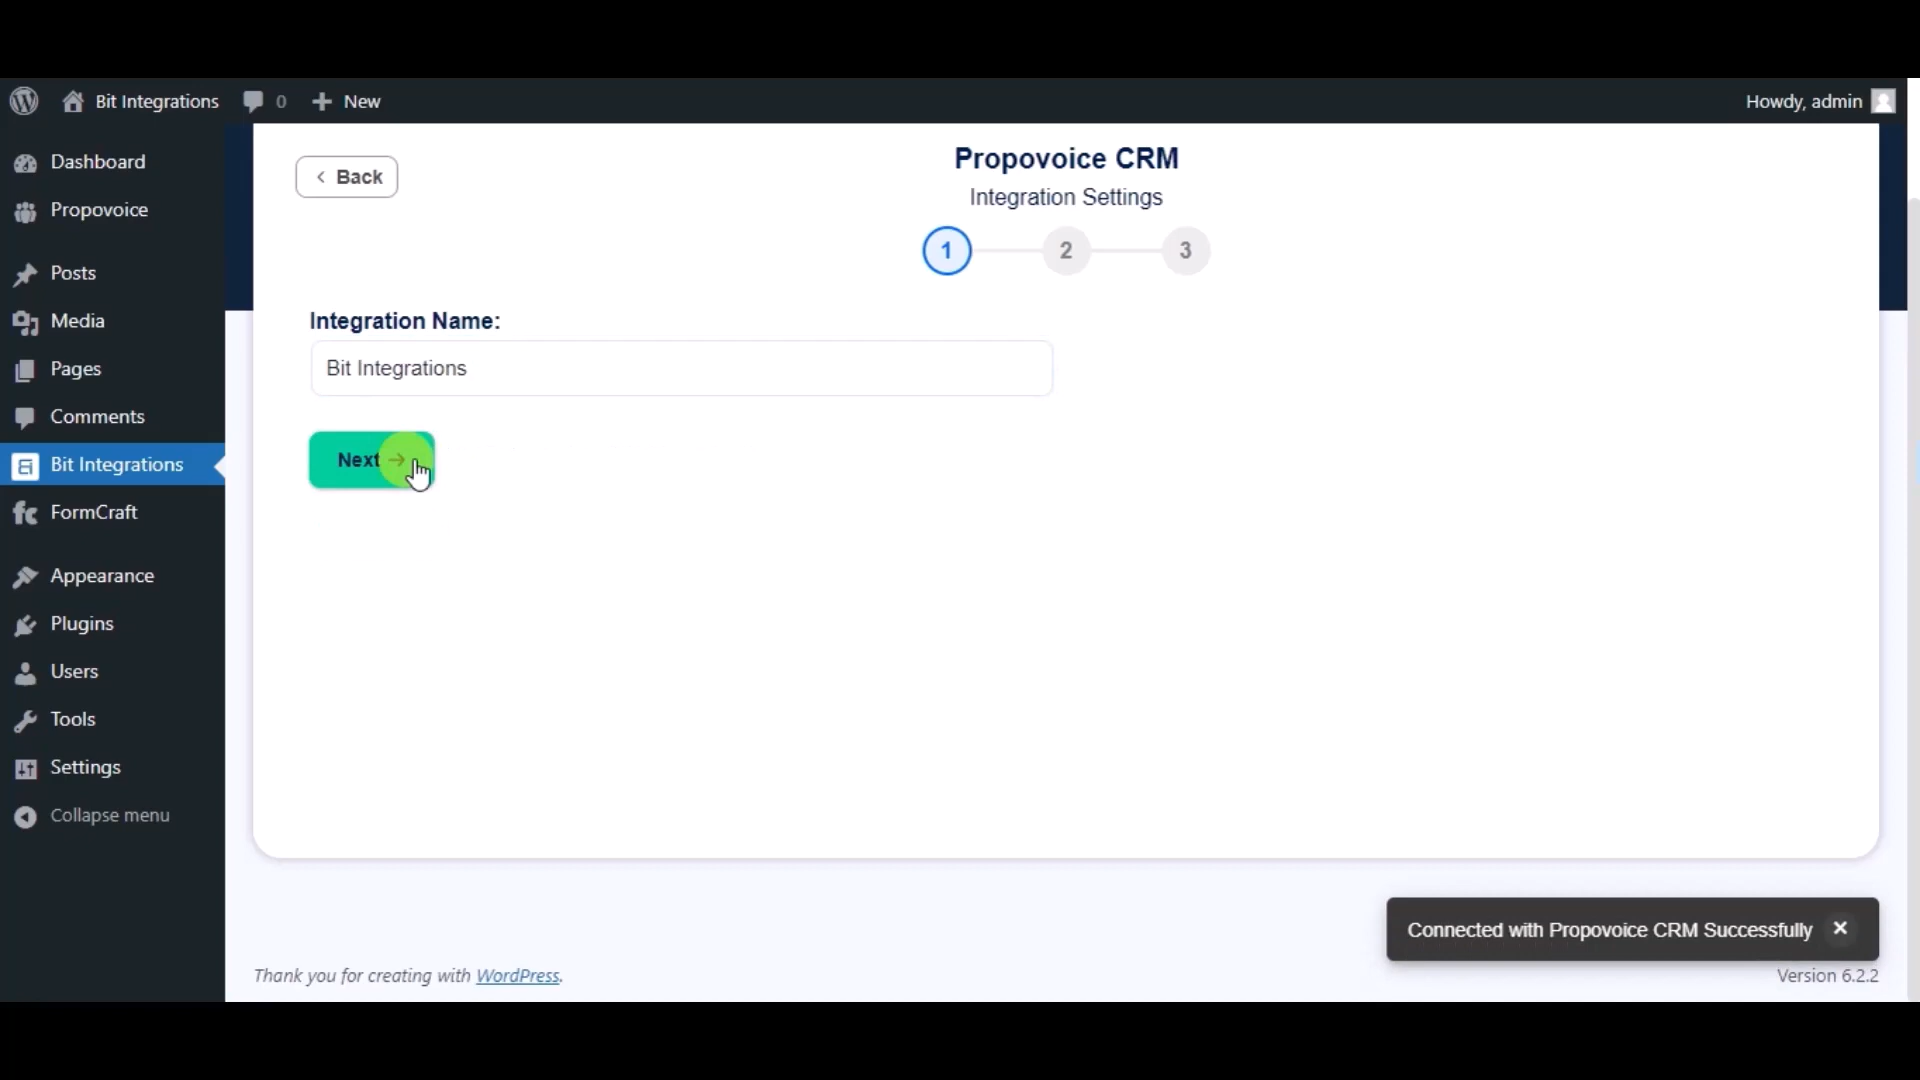 Bit Integrations 0 New Howdy, admin
Dashboard
Propovoice
Posts
Media
Pages
Comments
Bit Integrations
FormCraft
Appearance
Plugins
Users
Tools
Settings
Collapse menu
Back
Propovoice CRM
Integration Settings
1 2 3
Integration Name:
Bit Integrations
Next
Connected with Propovoice CRM Successfully
Thank you for creating with WordPress.
Version 6.2.2